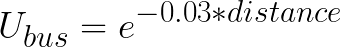 U_{bus} = e^{-0.03*distance}